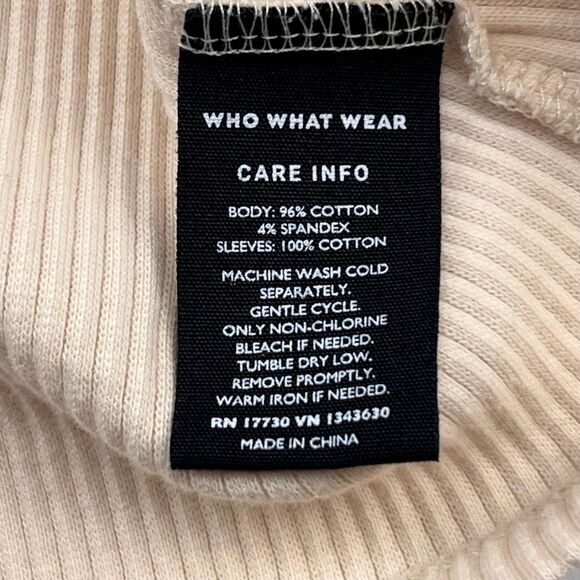 WHO WHAT WEAR
CARE INFO
BODY: 96% COTTON
4% SPANDEX
SLEEVES: 100% COTTON
MACHINE WASH COLD
SEPARATELY.
GENTLE CYCLE.
ONLY NON-CHLORINE
BLEACH IF NEEDED.
TUMBLE DRY LOW.
REMOVE PROMPTLY.
WARM IRON IF NEEDED.
RN 17730 VN 1343630
MADE IN CHINA